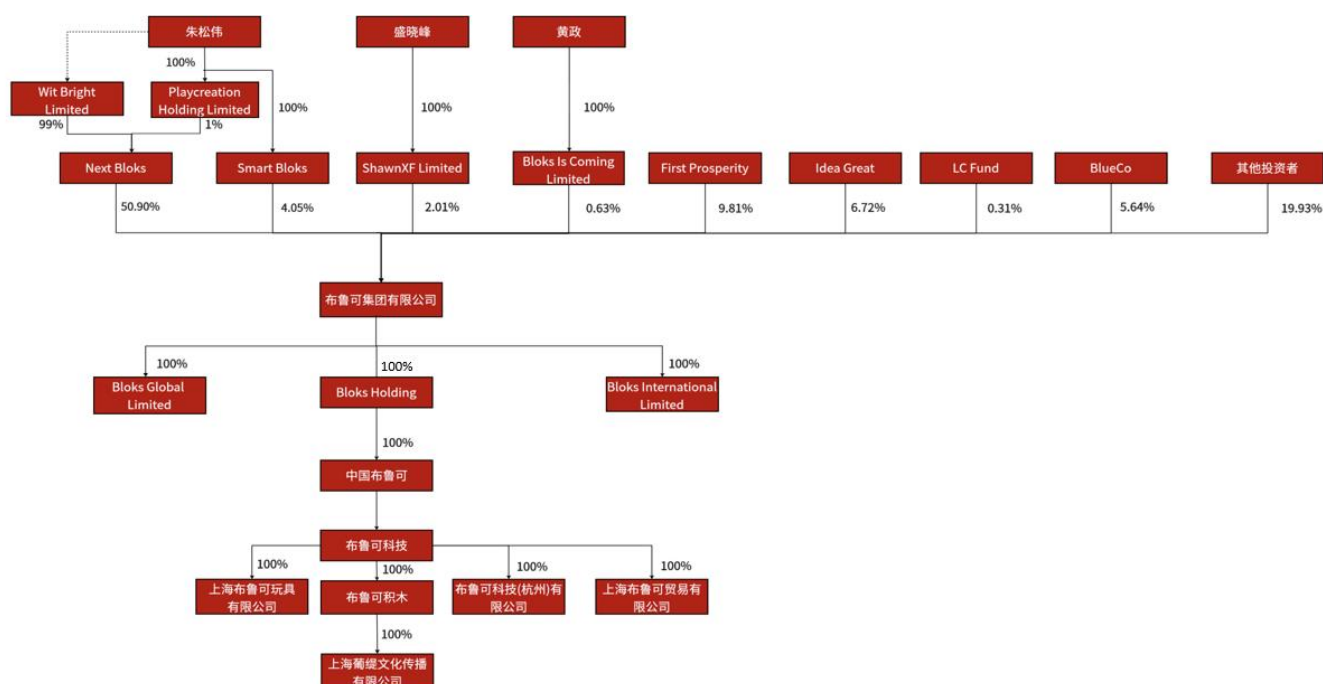 朱松伟
盛晓峰
黄政
100%
Wit Bright
Limited
Playcreation
Holding Limited
100%
100%
100%
99%
1%
Next Bloks
Smart Bloks
ShawnXF Limited
Bloks Is Coming
Limited
First Prosperity
Idea Great
LC Fund
BlueCo
其他投资者
50.90%
4.05%
2.01%
0.63%
9.81%
6.72%
0.31%
5.64%
19.93%
布鲁可集团有限公司
100%
100%
100%
Bloks Global
Limited
Bloks Holding
Bloks International
Limited
100%
中国布鲁可
布鲁可科技
100%
100%
100%
100%
上海布鲁可玩具
有限公司
布鲁可积木
布鲁可科技(杭州)有
限公司
上海布鲁可贸易有
限公司
100%
上海葡缇文化传播
有限公司